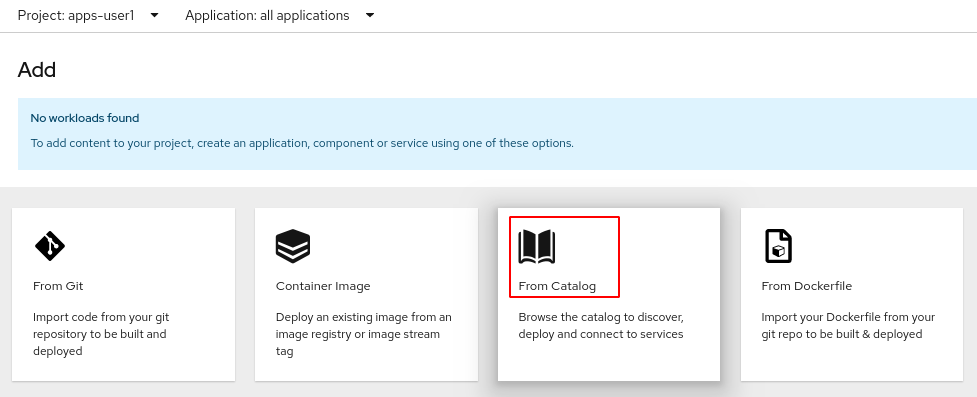 Project: apps-user1 Application: all applications
Add
No workloads found
To add content to your project, create an application, component or service using one of these options.
From Git
Import code from your git
repository to be built and
deployed
Container Image
Deploy an existing image from an
image registry or image stream
tag
From Catalog
Browse the catalog to discover,
deploy and connect to services
From Dockerfile
Import your Dockerfile from your
git repo to be built & deployed